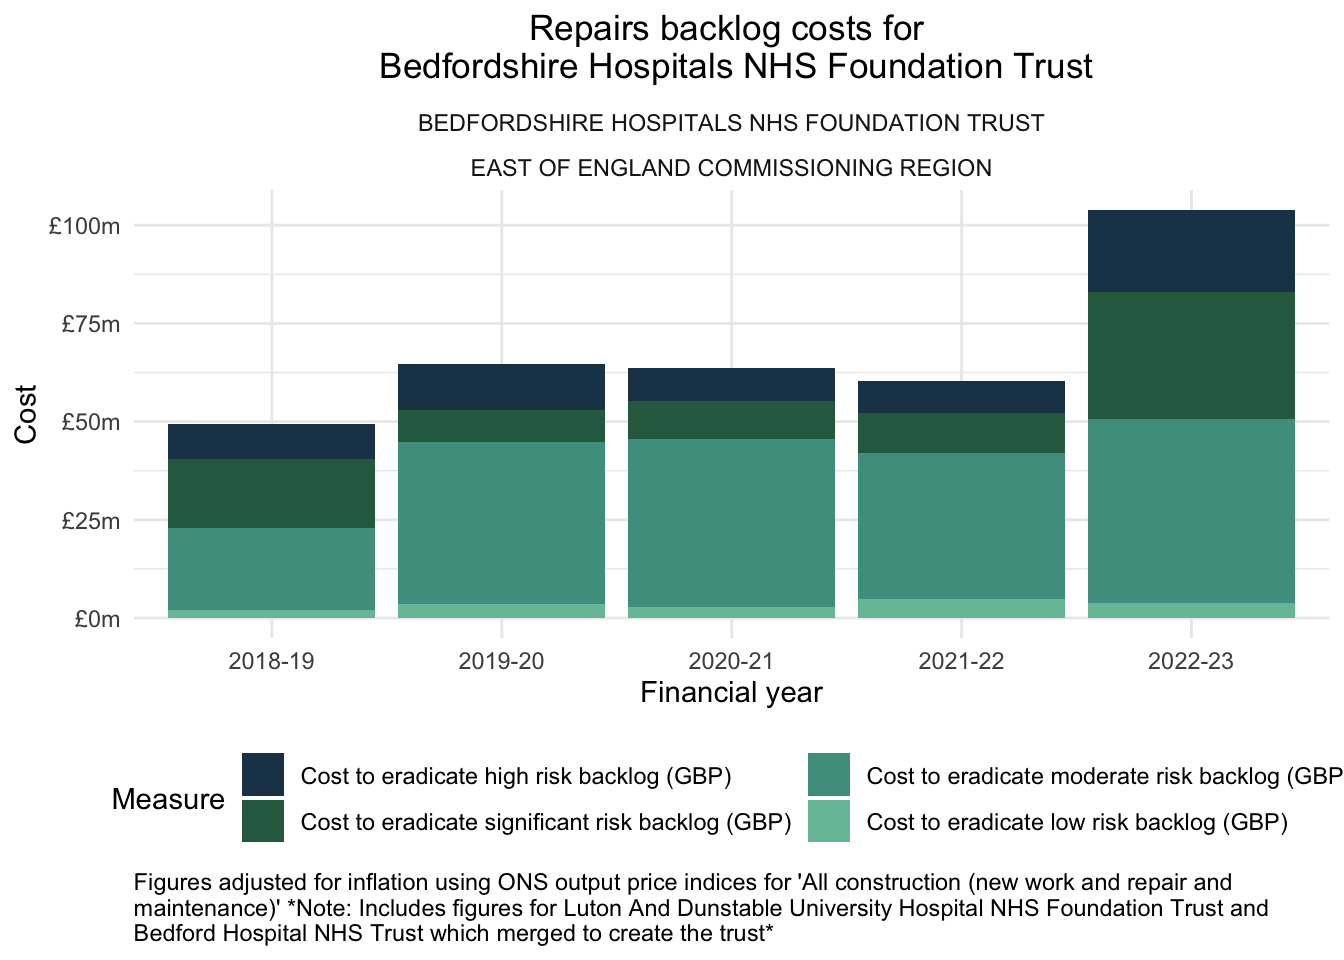 Repairs backlog costs for
Bedfordshire Hospitals NHS Foundation Trust
BEDFORDSHIRE HOSPITALS NHS FOUNDATION TRUST
EAST OF ENGLAND COMMISSIONING REGION
£100m
£75m
£50m
£25m
£0m
Cost
2018-19
2019-20
2020-21
2021-22
2022-23
Financial year
Measure
Cost to eradicate high risk backlog (GBP)
Cost to eradicate significant risk backlog (GBP)
Cost to eradicate moderate risk backlog (GBP
Cost to eradicate low risk backlog (GBP)
Figures adjusted for inflation using ONS output price indices for 'All construction (new work and repair and
maintenance)' *Note: Includes figures for Luton And Dunstable University Hospital NHS Foundation Trust and
Bedford Hospital NHS Trust which merged to create the trust*